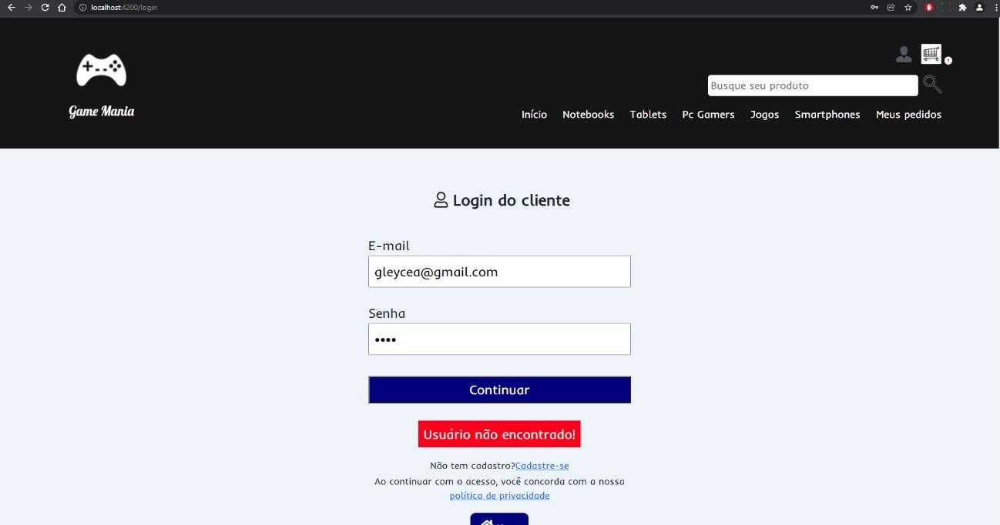 localhost:4200/login
1
Busque seu produto
Game Mania
Início Notebooks Tablets Pc Gamers Jogos Smartphones Meus pedidos
Login do cliente
E-mail
gleycea@gmail.com
Senha
••••
Continuar
Usuário não encontrado!
Não tem cadastro?Cadastre-se
Ao continuar com o acesso, você concorda com a nossa
política de privacidade